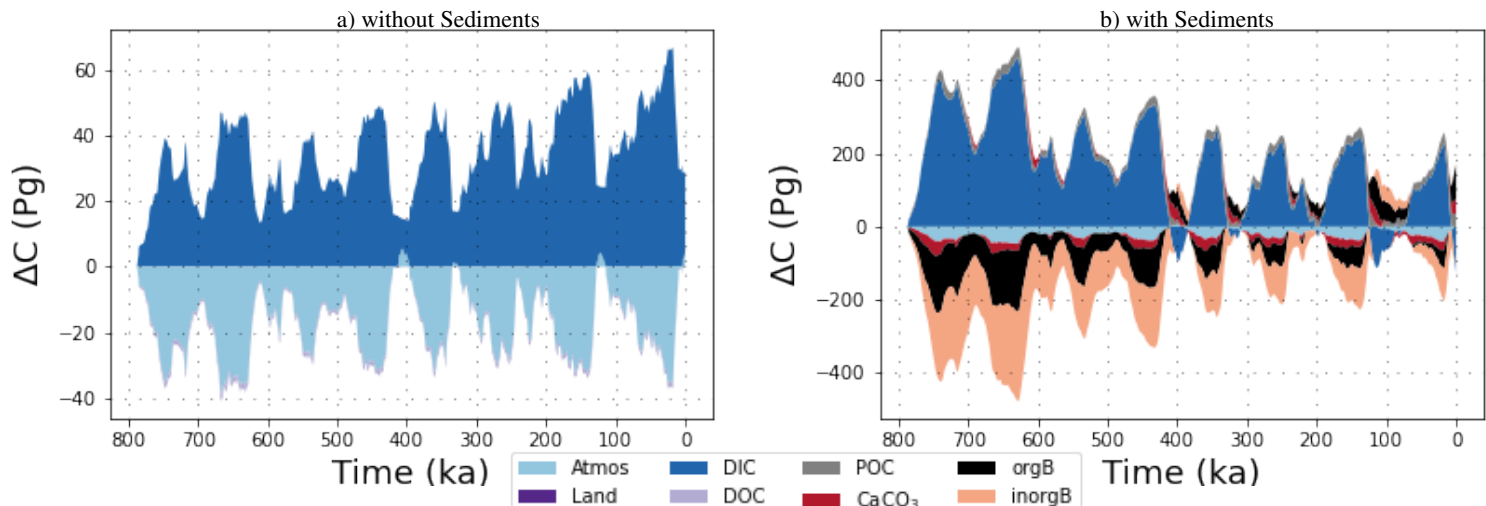 a) without Sediments
b) with Sediments
ΔC (Pg)
60
40
20
0
−20
−40
800 700 600 500 400 300 200 100 0
Time (ka)
ΔC (Pg)
400
200
0
−200
−400
800 700 600 500 400 300 200 100 0
Time (ka)
Atmos DIC POC orgB
Land DOC CaCO₃ inorgB